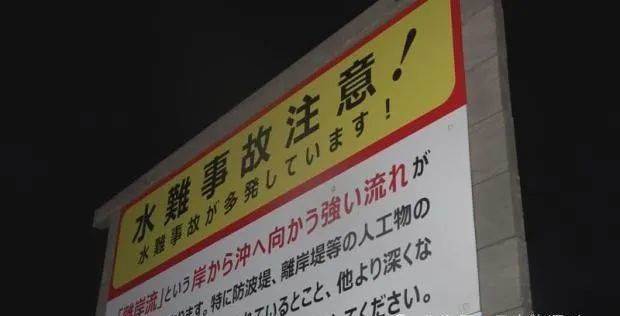 水難事故注意！
水難事故が多発しています！
「離岸流」という岸から沖へ向かう強い流れが
ります。特に防波堤、離岸堤等の人工物の
れているとこと、他より深くな
てください。